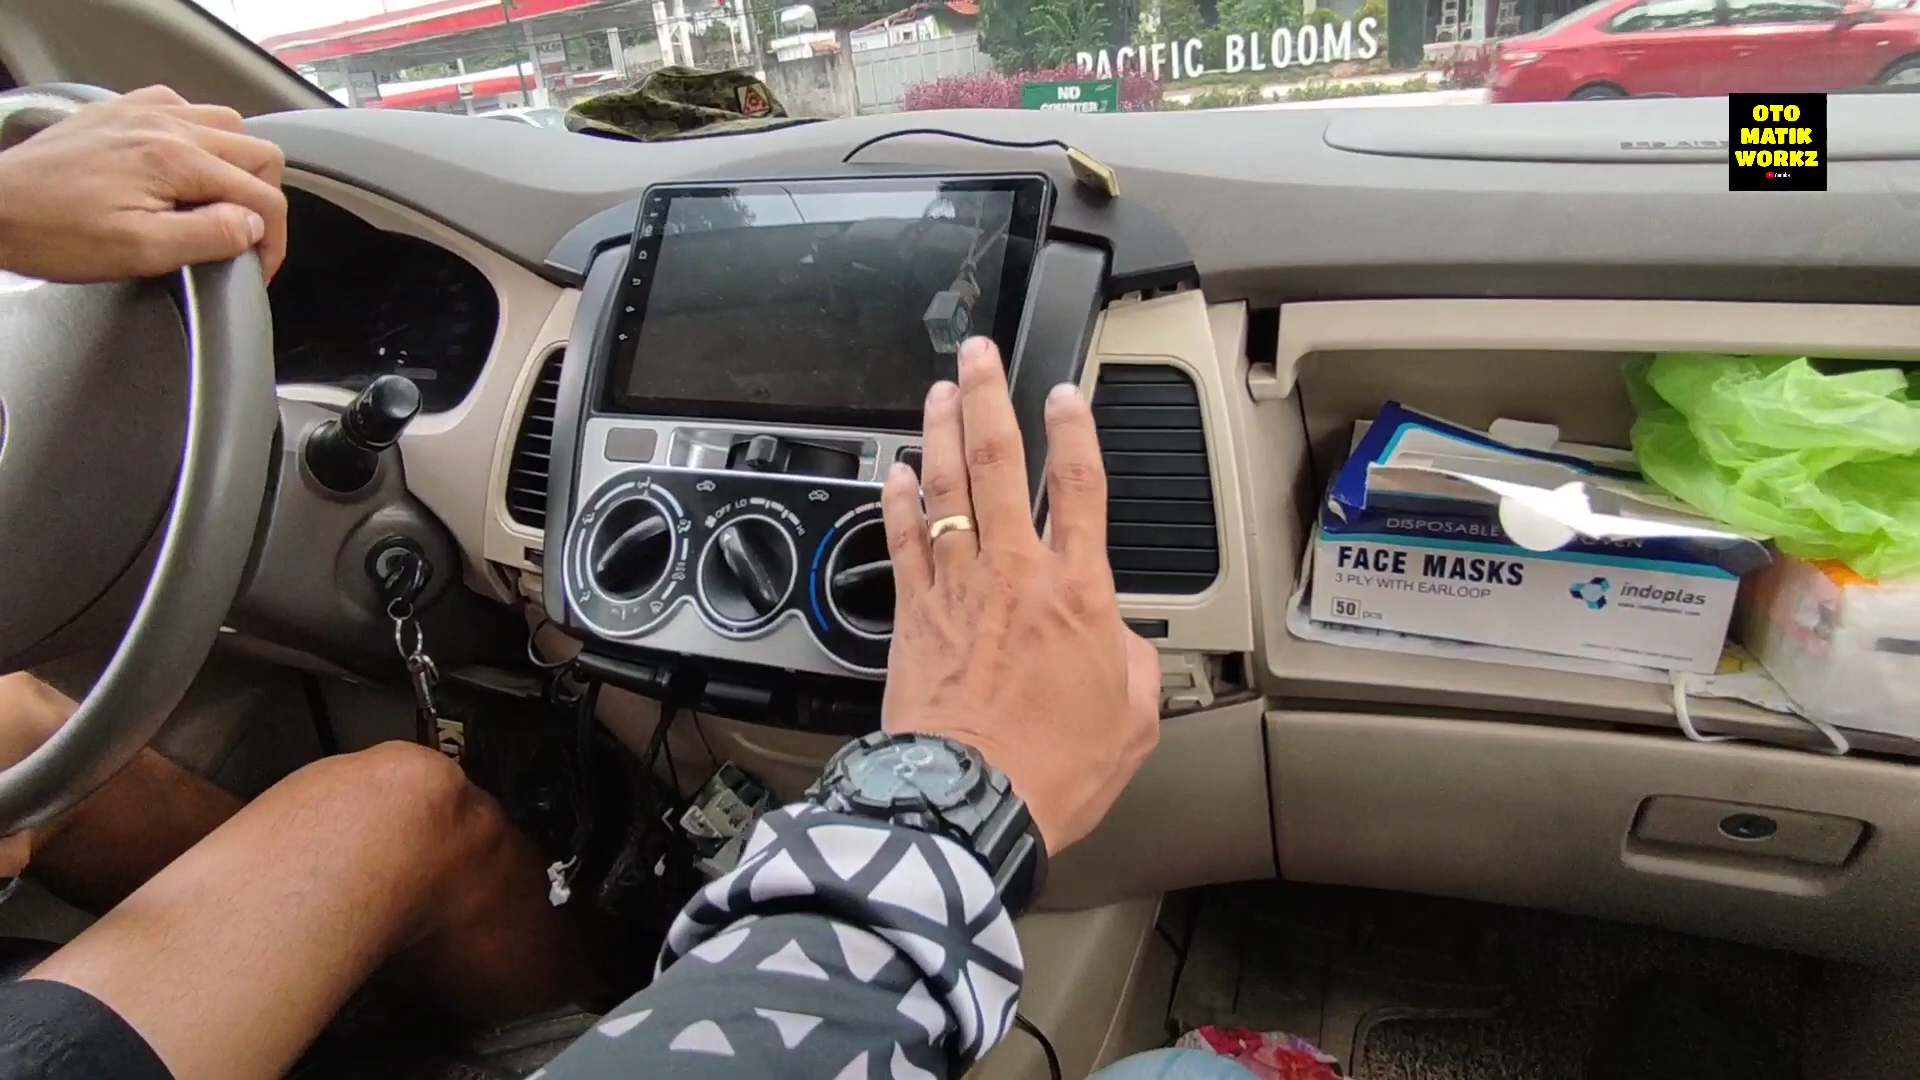 PACIFIC BLOOMS
NO
COUNTER
OTO
MATIK
WORKZ
OFF LO
HI
DISPOSABLE
FACE MASKS
3 PLY WITH EARLOOP
50 pcs
indoplas